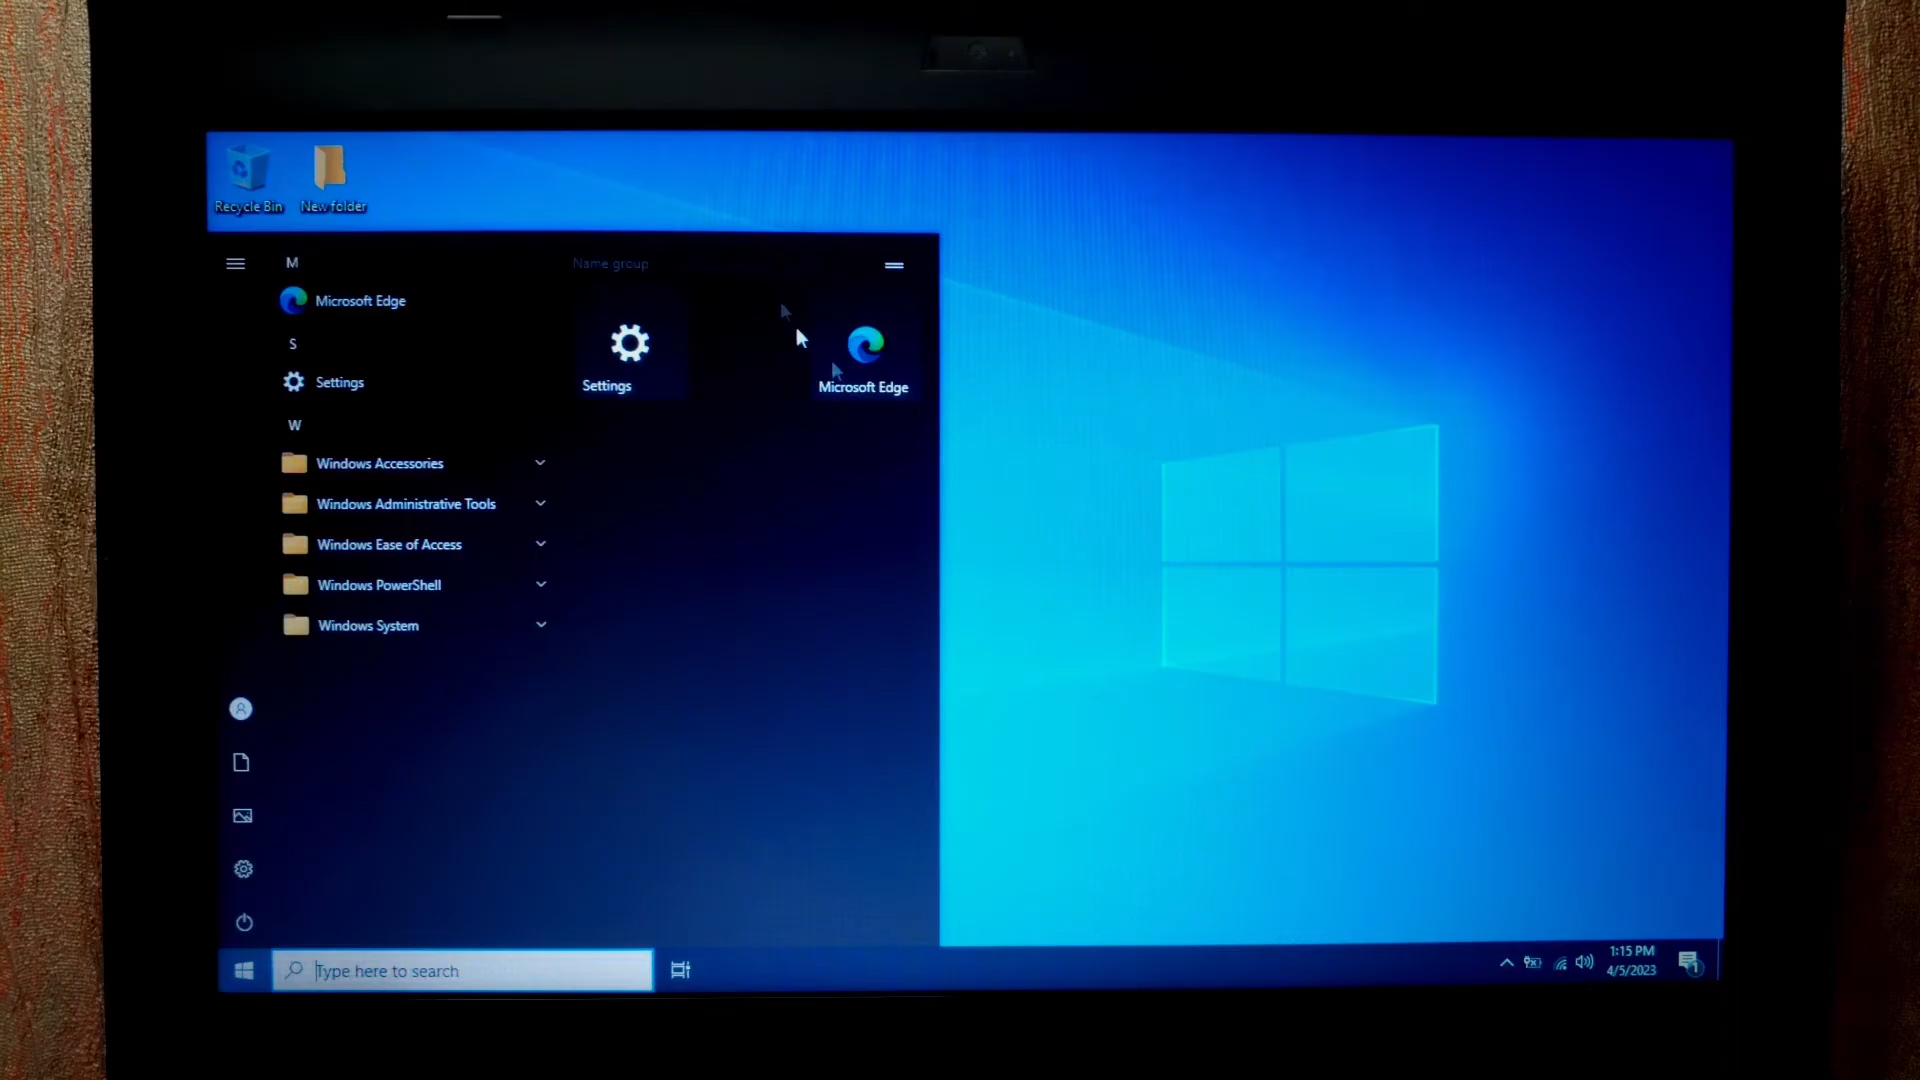 Recycle Bin
New folder
M
Name group
Microsoft Edge
S
Settings
Settings
Microsoft Edge
W
Windows Accessories
Windows Administrative Tools
Windows Ease of Access
Windows PowerShell
Windows System
Type here to search
1:15 PM
4/5/2023
1